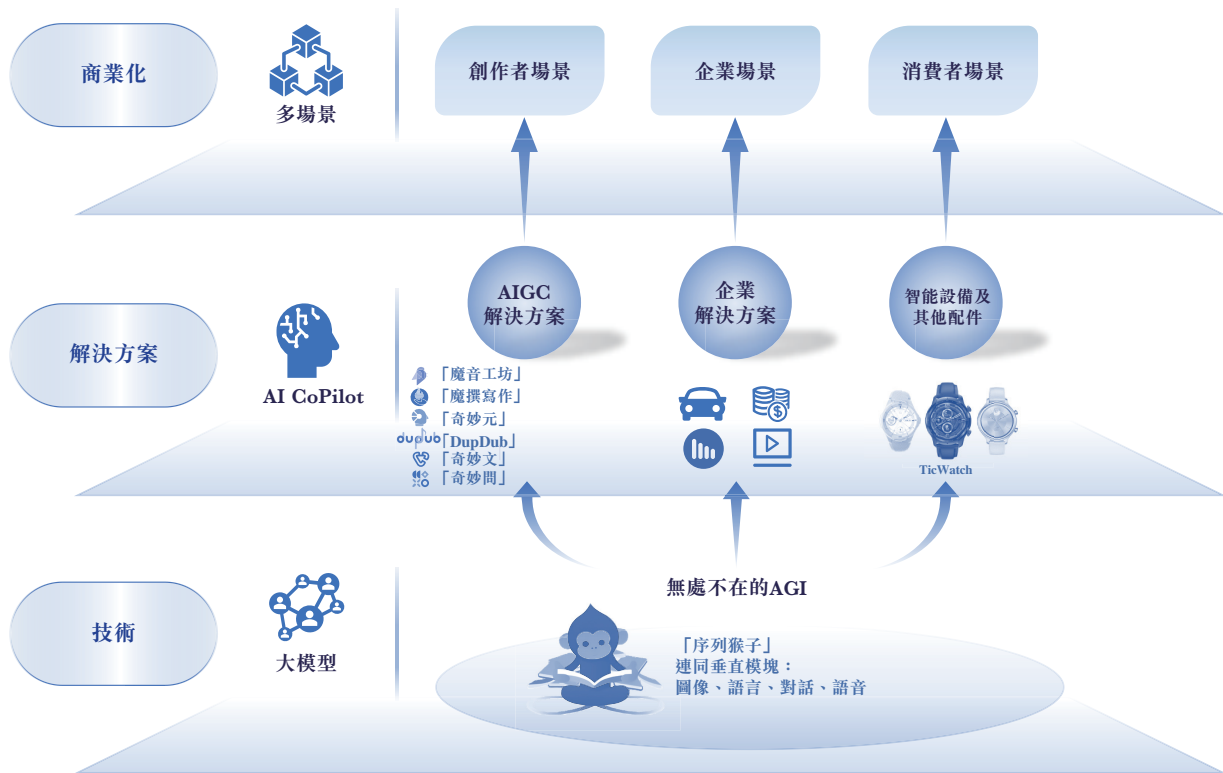 商業化
多場景
創作者場景
企業場景
消費者場景
解決方案
AI CoPilot
AIGC
解決方案
企業
解決方案
智能設備及
其他配件
「魔音工坊」
「魔撰寫作」
「奇妙元」
dupdub「DupDub」
「奇妙文」
「奇妙問」
TicWatch
技術
大模型
無處不在的AGI
「序列猴子」
連同垂直模塊：
圖像、語言、對話、語音